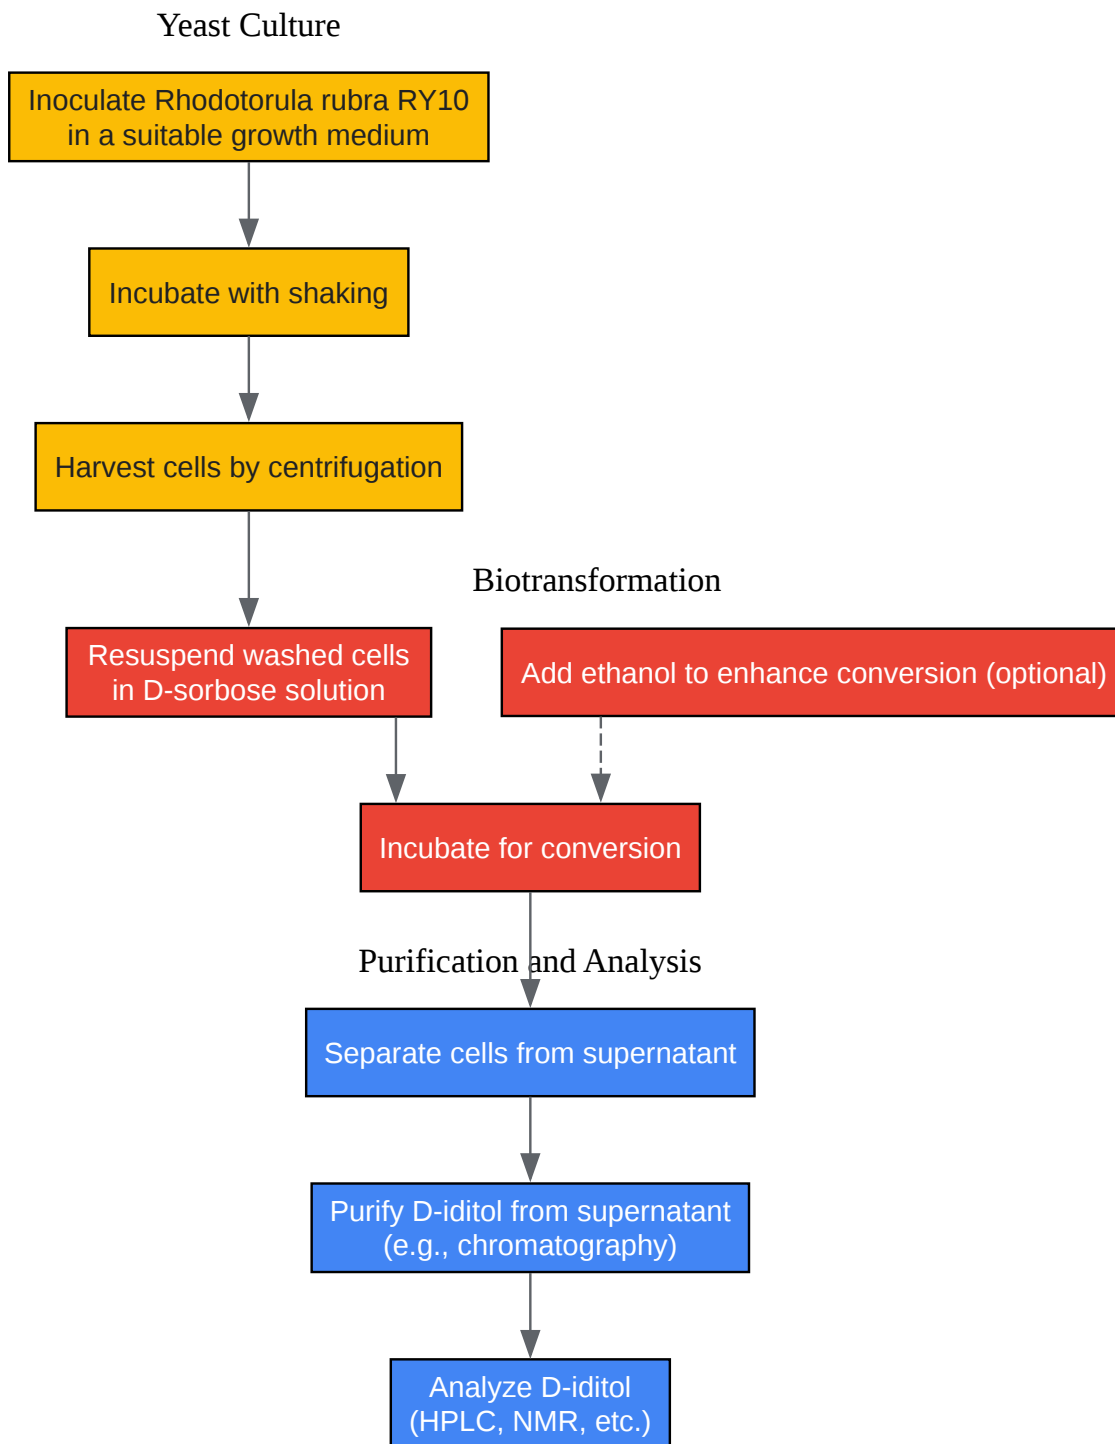 Yeast Culture
Inoculate Rhodotorula rubra RY10
in a suitable growth medium
Incubate with shaking
Harvest cells by centrifugation
Biotransformation
Resuspend washed cells
in D-sorbose solution
Add ethanol to enhance conversion (optional)
Incubate for conversion
Purification and Analysis
Separate cells from supernatant
Purify D-iditol from supernatant
(e.g., chromatography)
Analyze D-iditol
(HPLC, NMR, etc.)